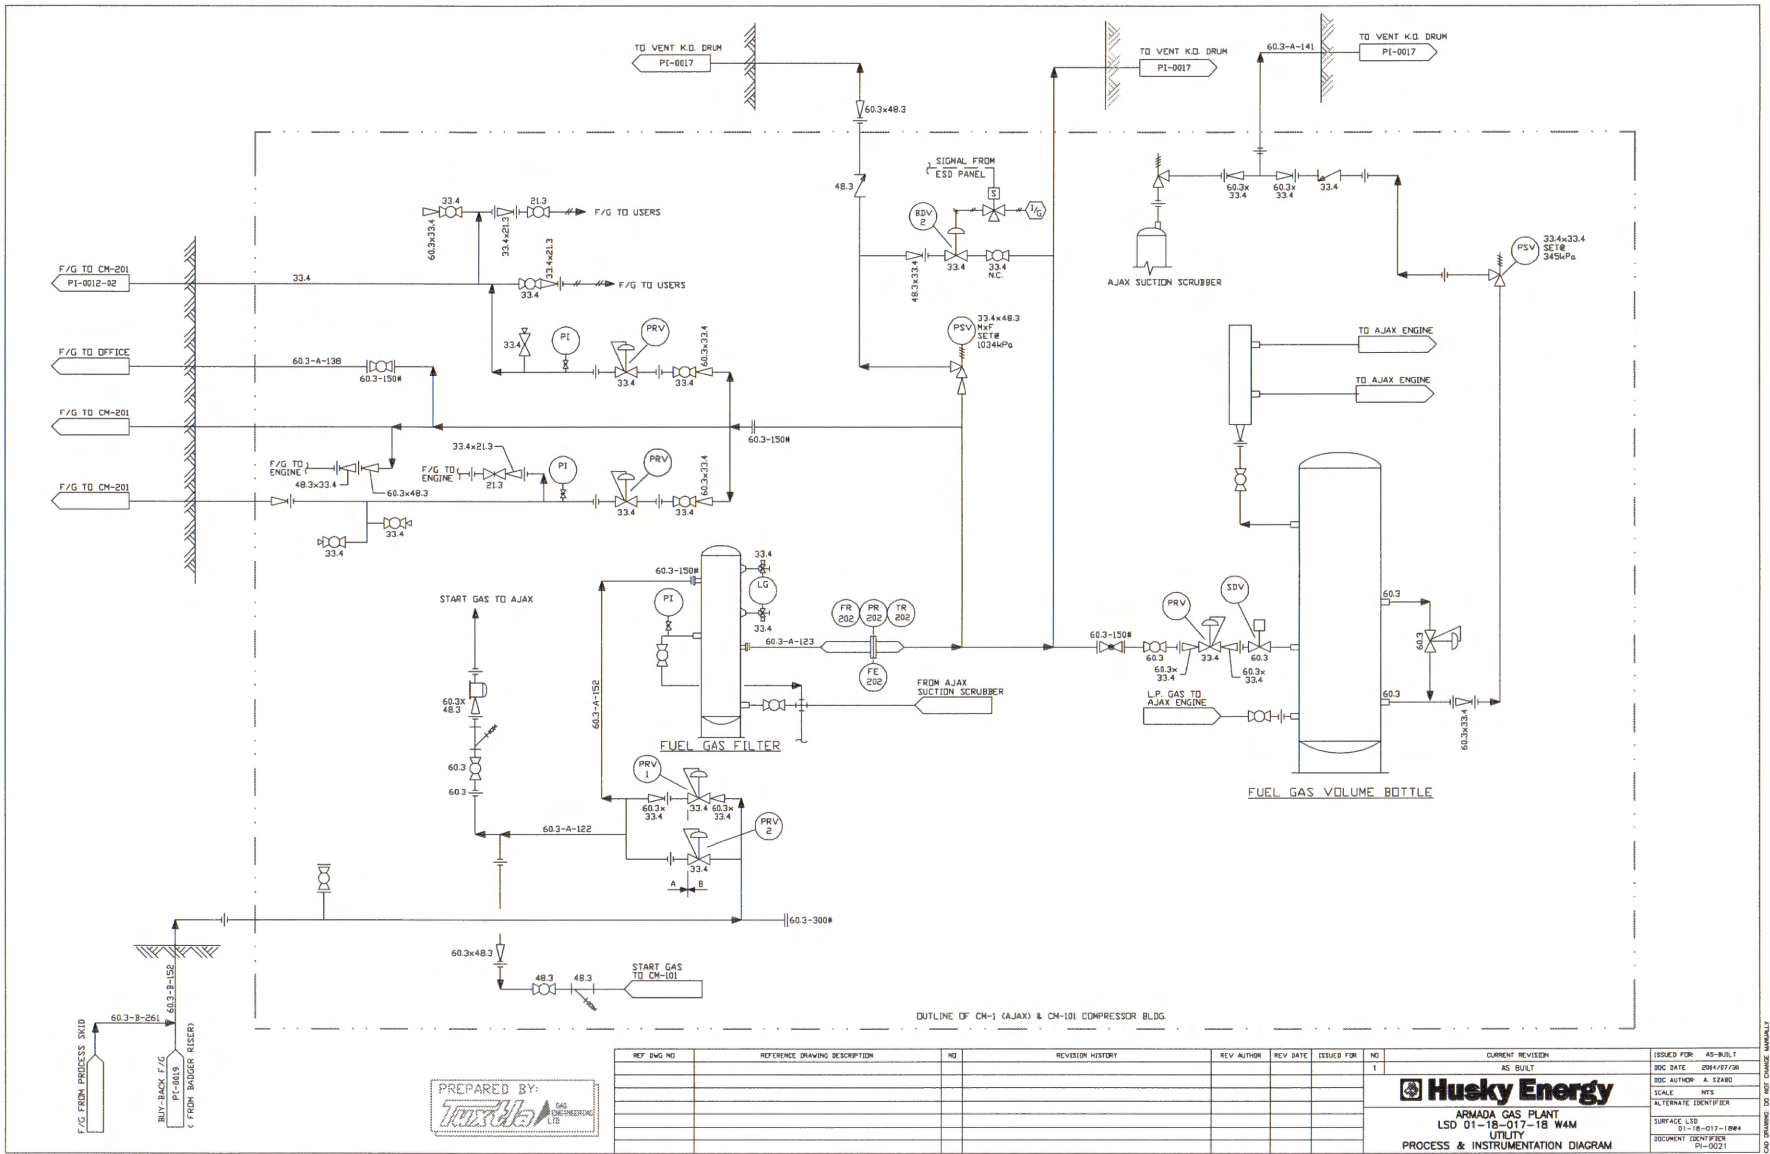 TO VENT K.O. DRUM
PI-0017
TO VENT K.O. DRUM
PI-0017
60.3-A-141
TO VENT K.O. DRUM
PI-0017
60.3x48.3
48.3
SIGNAL FROM
ESD PANEL
S
I/G
BDV
2
33.4
33.4
N.C.
48.3x33.4
60.3x
33.4
60.3x
33.4
33.4
AJAX SUCTION SCRUBBER
PSV
33.4x33.4
SET@
345kPa
33.4
60.3x33.4
33.4x21.3
21.3
F/G TO USERS
F/G TO CM-201
PI-0012-02
33.4
33.4x21.3
33.4
F/G TO USERS
33.4
PI
PRV
33.4
33.4
60.3x33.4
PSV
33.4x48.3
MxF
SET@
1034kPa
TO AJAX ENGINE
TO AJAX ENGINE
F/G TO OFFICE
60.3-A-138
60.3-150#
F/G TO CM-201
60.3-150#
F/G TO
ENGINE
48.3x33.4
60.3x48.3
33.4x21.3
F/G TO
ENGINE
21.3
PI
PRV
33.4
33.4
60.3x33.4
F/G TO CM-201
33.4
33.4
START GAS TO AJAX
60.3-150#
33.4
LG
33.4
PI
60.3-A-123
FR
202
PR
202
TR
202
FE
202
FROM AJAX
SUCTION SCRUBBER
60.3-A-152
FUEL GAS FILTER
60.3-150#
60.3
60.3x
33.4
PRV
33.4
60.3x
33.4
SDV
60.3
L.P. GAS TO
AJAX ENGINE
60.3
60.3
60.3
60.3x33.4
FUEL GAS VOLUME BOTTLE
60.3X
48.3
60.3
60.3
PRV
1
60.3x
33.4
33.4
60.3x
33.4
60.3-A-122
PRV
2
33.4
A
B
60.3-300#
60.3x48.3
48.3
48.3
START GAS
TO CM-101
60.3-B-152
60.3-B-261
F/G FROM PROCESS SKID
BUY-BACK F/G
PI-0019
( FROM BADGER RISER)
OUTLINE OF CM-1 (AJAX) & CM-101 COMPRESSOR BLDG.
PREPARED BY:
Tuxtla
GAS
ENGINEERING
LTD.
REF DWG NO
REFERENCE DRAWING DESCRIPTION
NO
REVISION HISTORY
REV AUTHOR
REV DATE
ISSUED FOR
NO
CURRENT REVISION
1
AS BUILT
Husky Energy
ARMADA GAS PLANT
LSD 01-18-017-18 W4M
UTILITY
PROCESS & INSTRUMENTATION DIAGRAM
ISSUED FOR: AS-BUILT
DOC DATE 2014/07/30
DOC AUTHOR: A. SZABO
SCALE NTS
ALTERNATE IDENTIFIER
SURFACE LSD
01-18-017-18W4
DOCUMENT IDENTIFIER
PI-0021
CAD DRAWING: DO NOT CHANGE MANUALLY